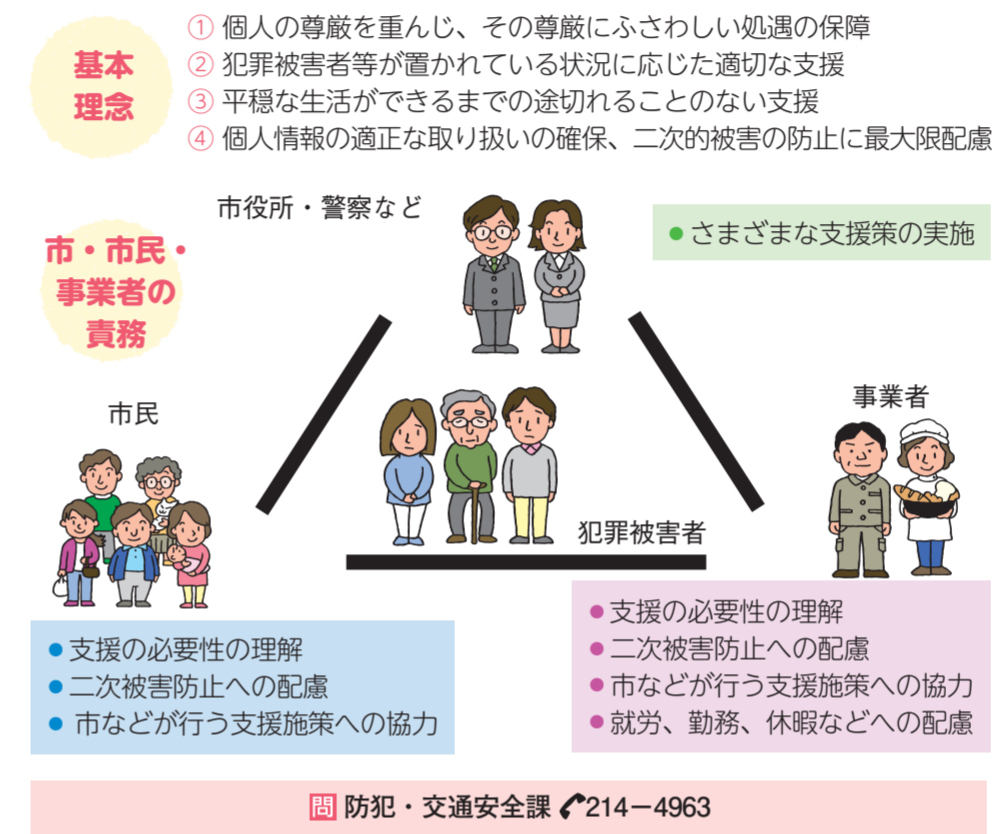 基本
理念
① 個人の尊厳を重んじ、その尊厳にふさわしい処遇の保障
② 犯罪被害者等が置かれている状況に応じた適切な支援
③ 平穏な生活ができるまでの途切れることのない支援
④ 個人情報の適正な取り扱いの確保、二次的被害の防止に最大限配慮
市・市民・
事業者の
責務
市役所・警察など
●さまざまな支援策の実施
市民
事業者
犯罪被害者
●支援の必要性の理解
●二次被害防止への配慮
●市などが行う支援施策への協力
●支援の必要性の理解
●二次被害防止への配慮
●市などが行う支援施策への協力
●就労、勤務、休暇などへの配慮
問 防犯・交通安全課 214−4963